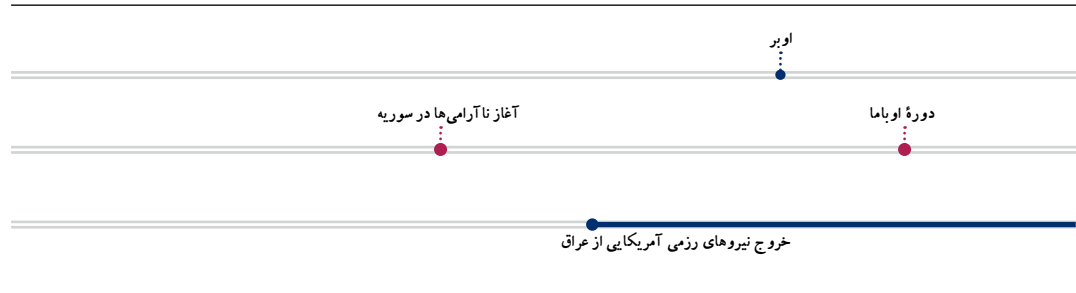 اوبر
دورهٔ اوباما
آغاز ناآرامی‌ها در سوریه
خروج نیروهای رزمی آمریکایی از عراق